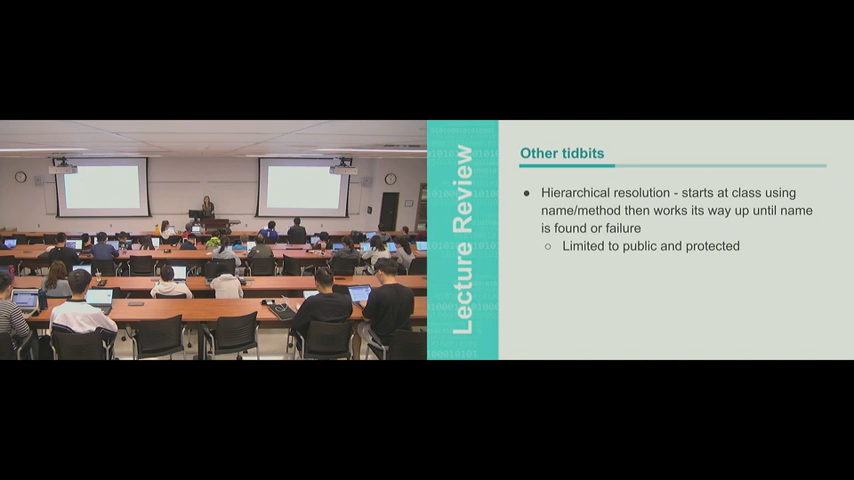 Lecture Review
Other tidbits
● Hierarchical resolution - starts at class using
name/method then works its way up until name
is found or failure
○ Limited to public and protected